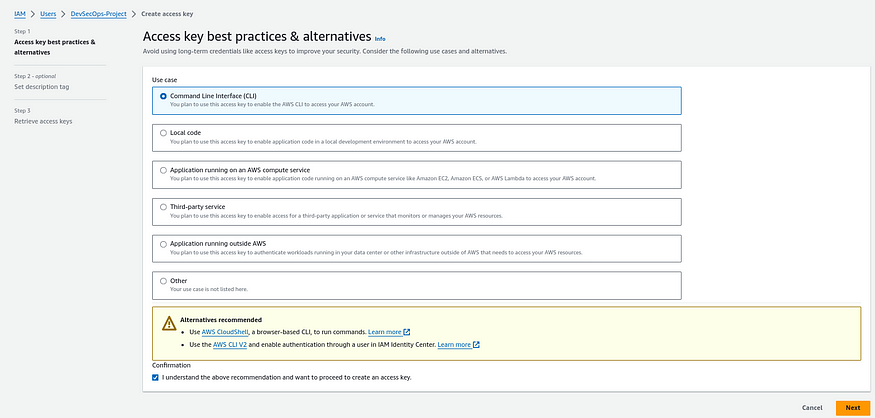 IAM > Users > DevSecOps-Project > Create access key
Step 1
Access key best practices &
alternatives
Step 2 - optional
Set description tag
Step 3
Retrieve access keys
Access key best practices & alternatives Info
Avoid using long-term credentials like access keys to improve your security. Consider the following use cases and alternatives.
Use case
Command Line Interface (CLI)
You plan to use this access key to enable the AWS CLI to access your AWS account.
Local code
You plan to use this access key to enable application code in a local development environment to access your AWS account.
Application running on an AWS compute service
You plan to use this access key to enable application code running on an AWS compute service like Amazon EC2, Amazon ECS, or AWS Lambda to access your AWS account.
Third-party service
You plan to use this access key to enable access for a third-party application or service that monitors or manages your AWS resources.
Application running outside AWS
You plan to use this access key to authenticate workloads running in your data center or other infrastructure outside of AWS that needs to access your AWS resources.
Other
Your use case is not listed here.
Alternatives recommended
• Use AWS CloudShell, a browser-based CLI, to run commands. Learn more
• Use the AWS CLI V2 and enable authentication through a user in IAM Identity Center. Learn more
Confirmation
I understand the above recommendation and want to proceed to create an access key.
Cancel Next